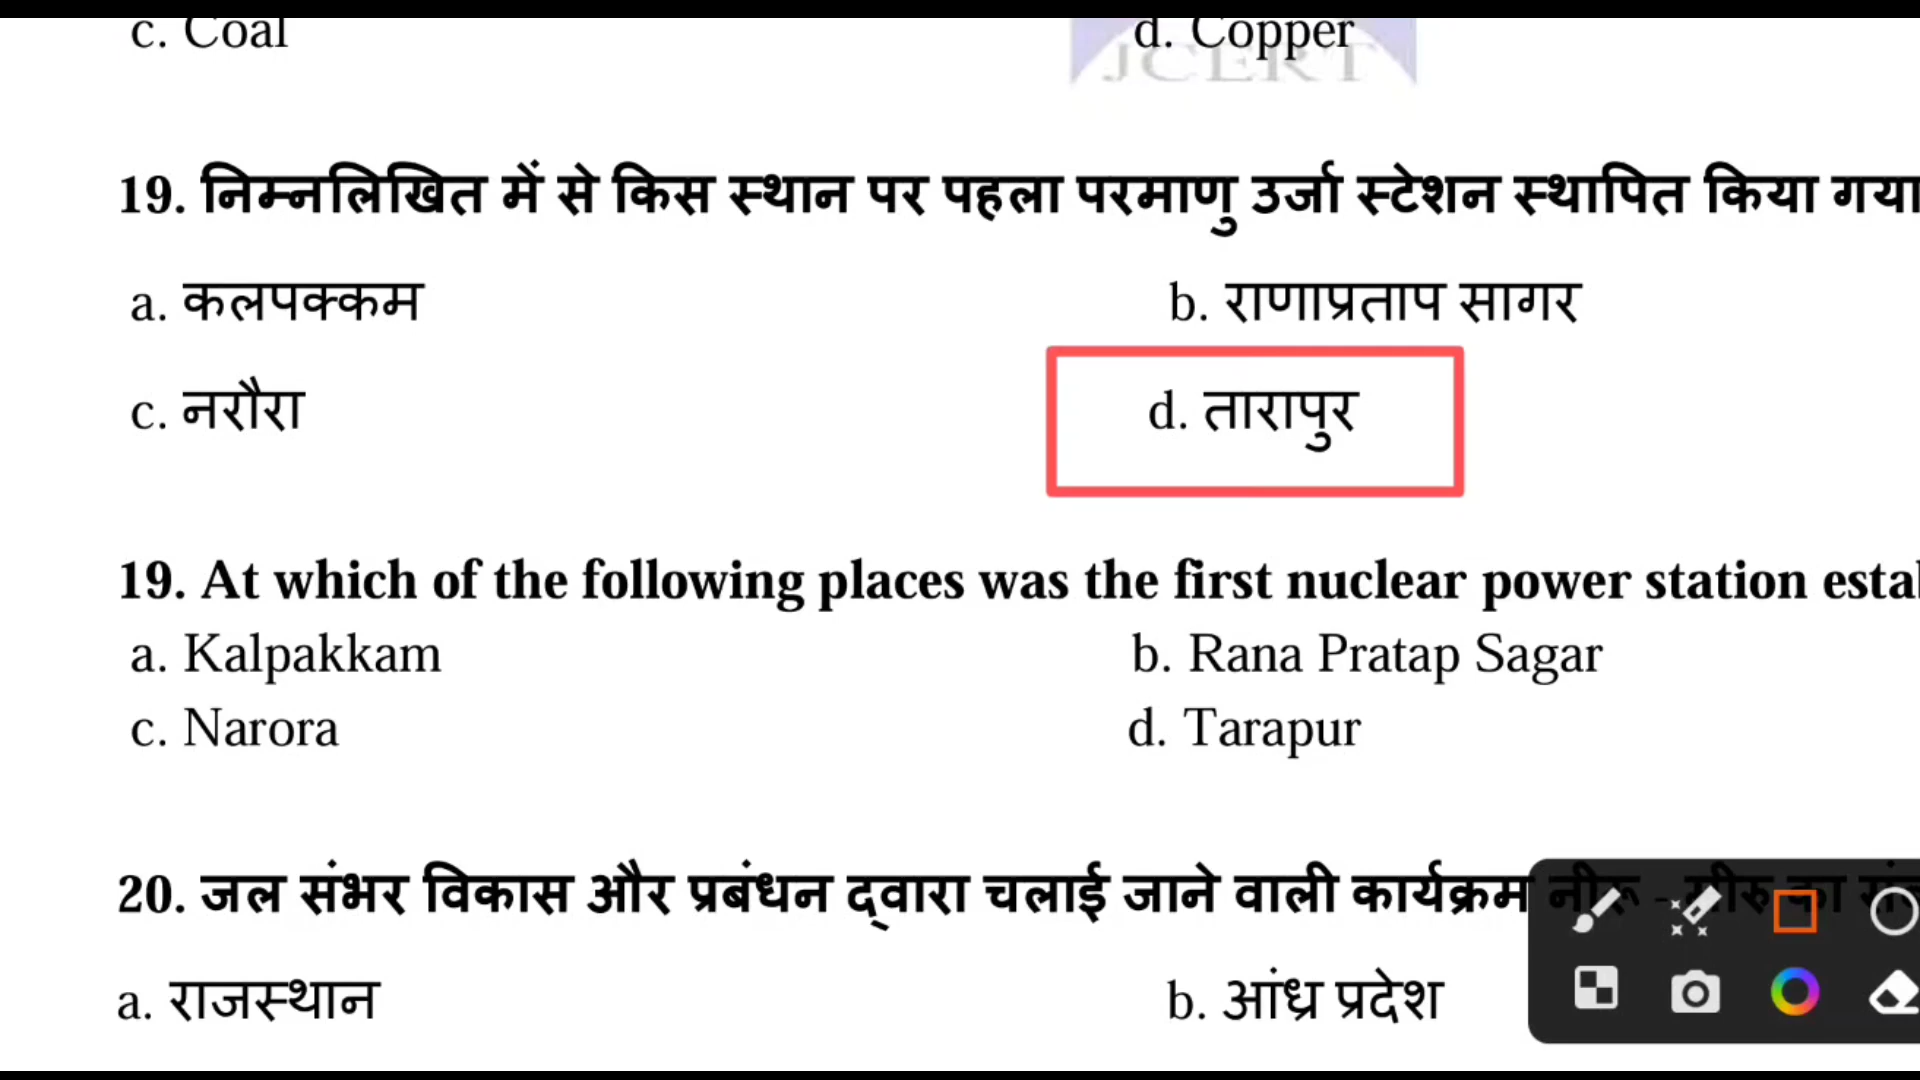 c. Coal d. Copper
JCERT
19. निम्नलिखित में से किस स्थान पर पहला परमाणु उर्जा स्टेशन स्थापित किया गया
a. कलपक्कम b. राणाप्रताप सागर
c. नरौरा d. तारापुर
19. At which of the following places was the first nuclear power station
a. Kalpakkam b. Rana Pratap Sagar
c. Narora d. Tarapur
20. जल संभर विकास और प्रबंधन द्वारा चलाई जाने वाली कार्यक्रम नीरू - मीरु का
a. राजस्थान b. आंध्र प्रदेश